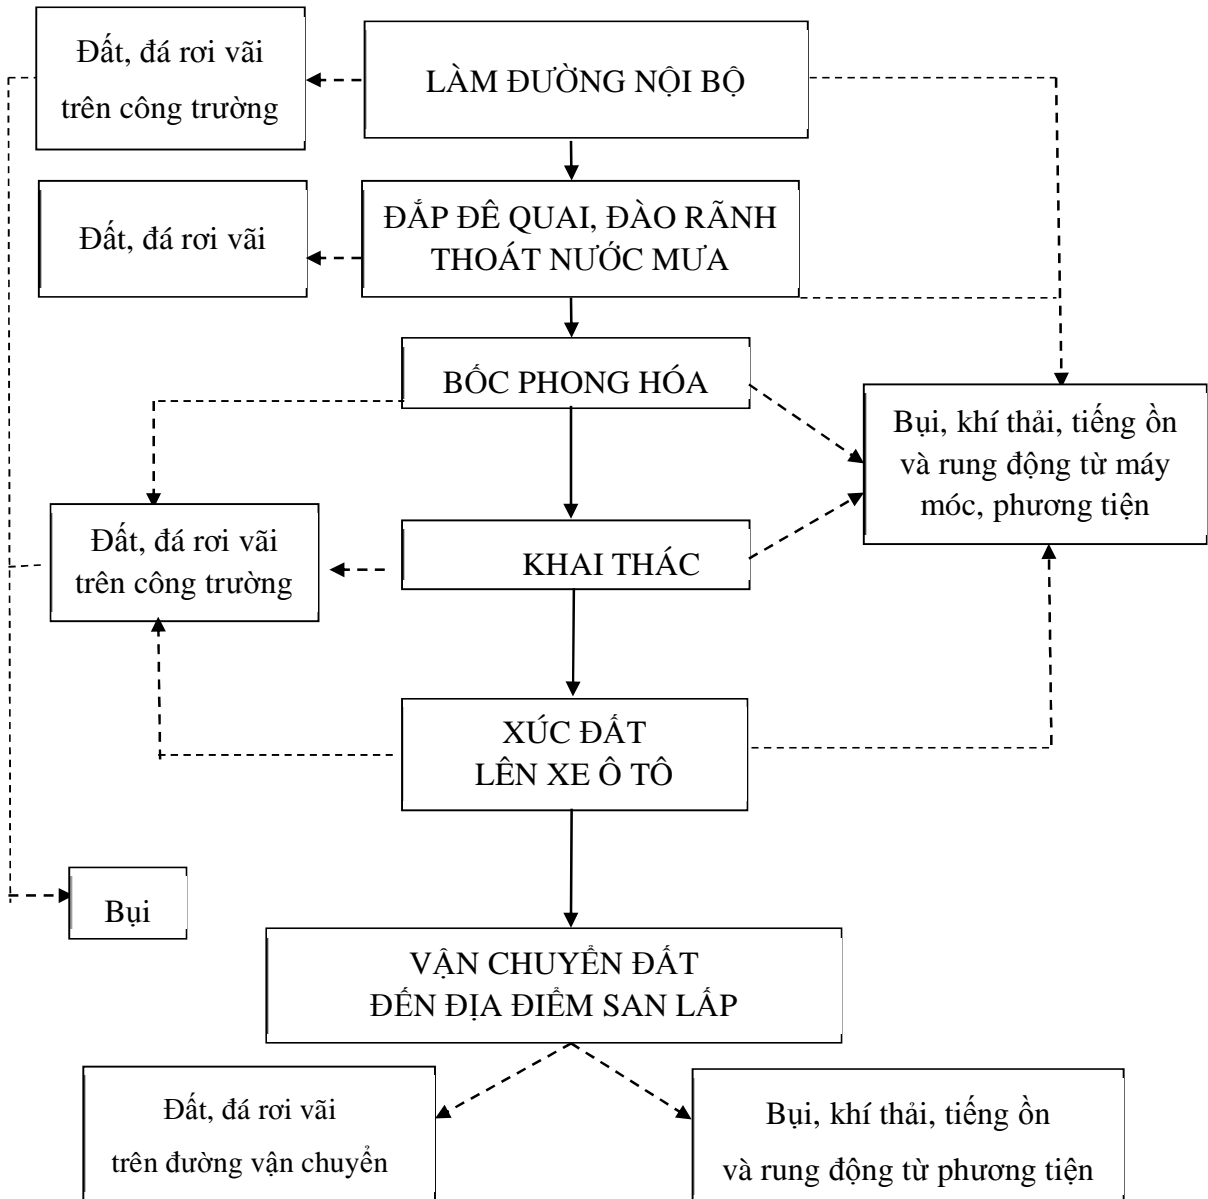 Đất, đá rơi vãi
trên công trường
LÀM ĐƯỜNG NỘI BỘ
Đất, đá rơi vãi
ĐẮP ĐÊ QUAI, ĐÀO RÃNH
THOÁT NƯỚC MƯA
BỐC PHONG HÓA
Bụi, khí thải, tiếng ồn
và rung động từ máy
móc, phương tiện
Đất, đá rơi vãi
trên công trường
KHAI THÁC
XÚC ĐẤT
LÊN XE Ô TÔ
Bụi
VẬN CHUYỂN ĐẤT
ĐẾN ĐỊA ĐIỂM SAN LẤP
Đất, đá rơi vãi
trên đường vận chuyển
Bụi, khí thải, tiếng ồn
và rung động từ phương tiện